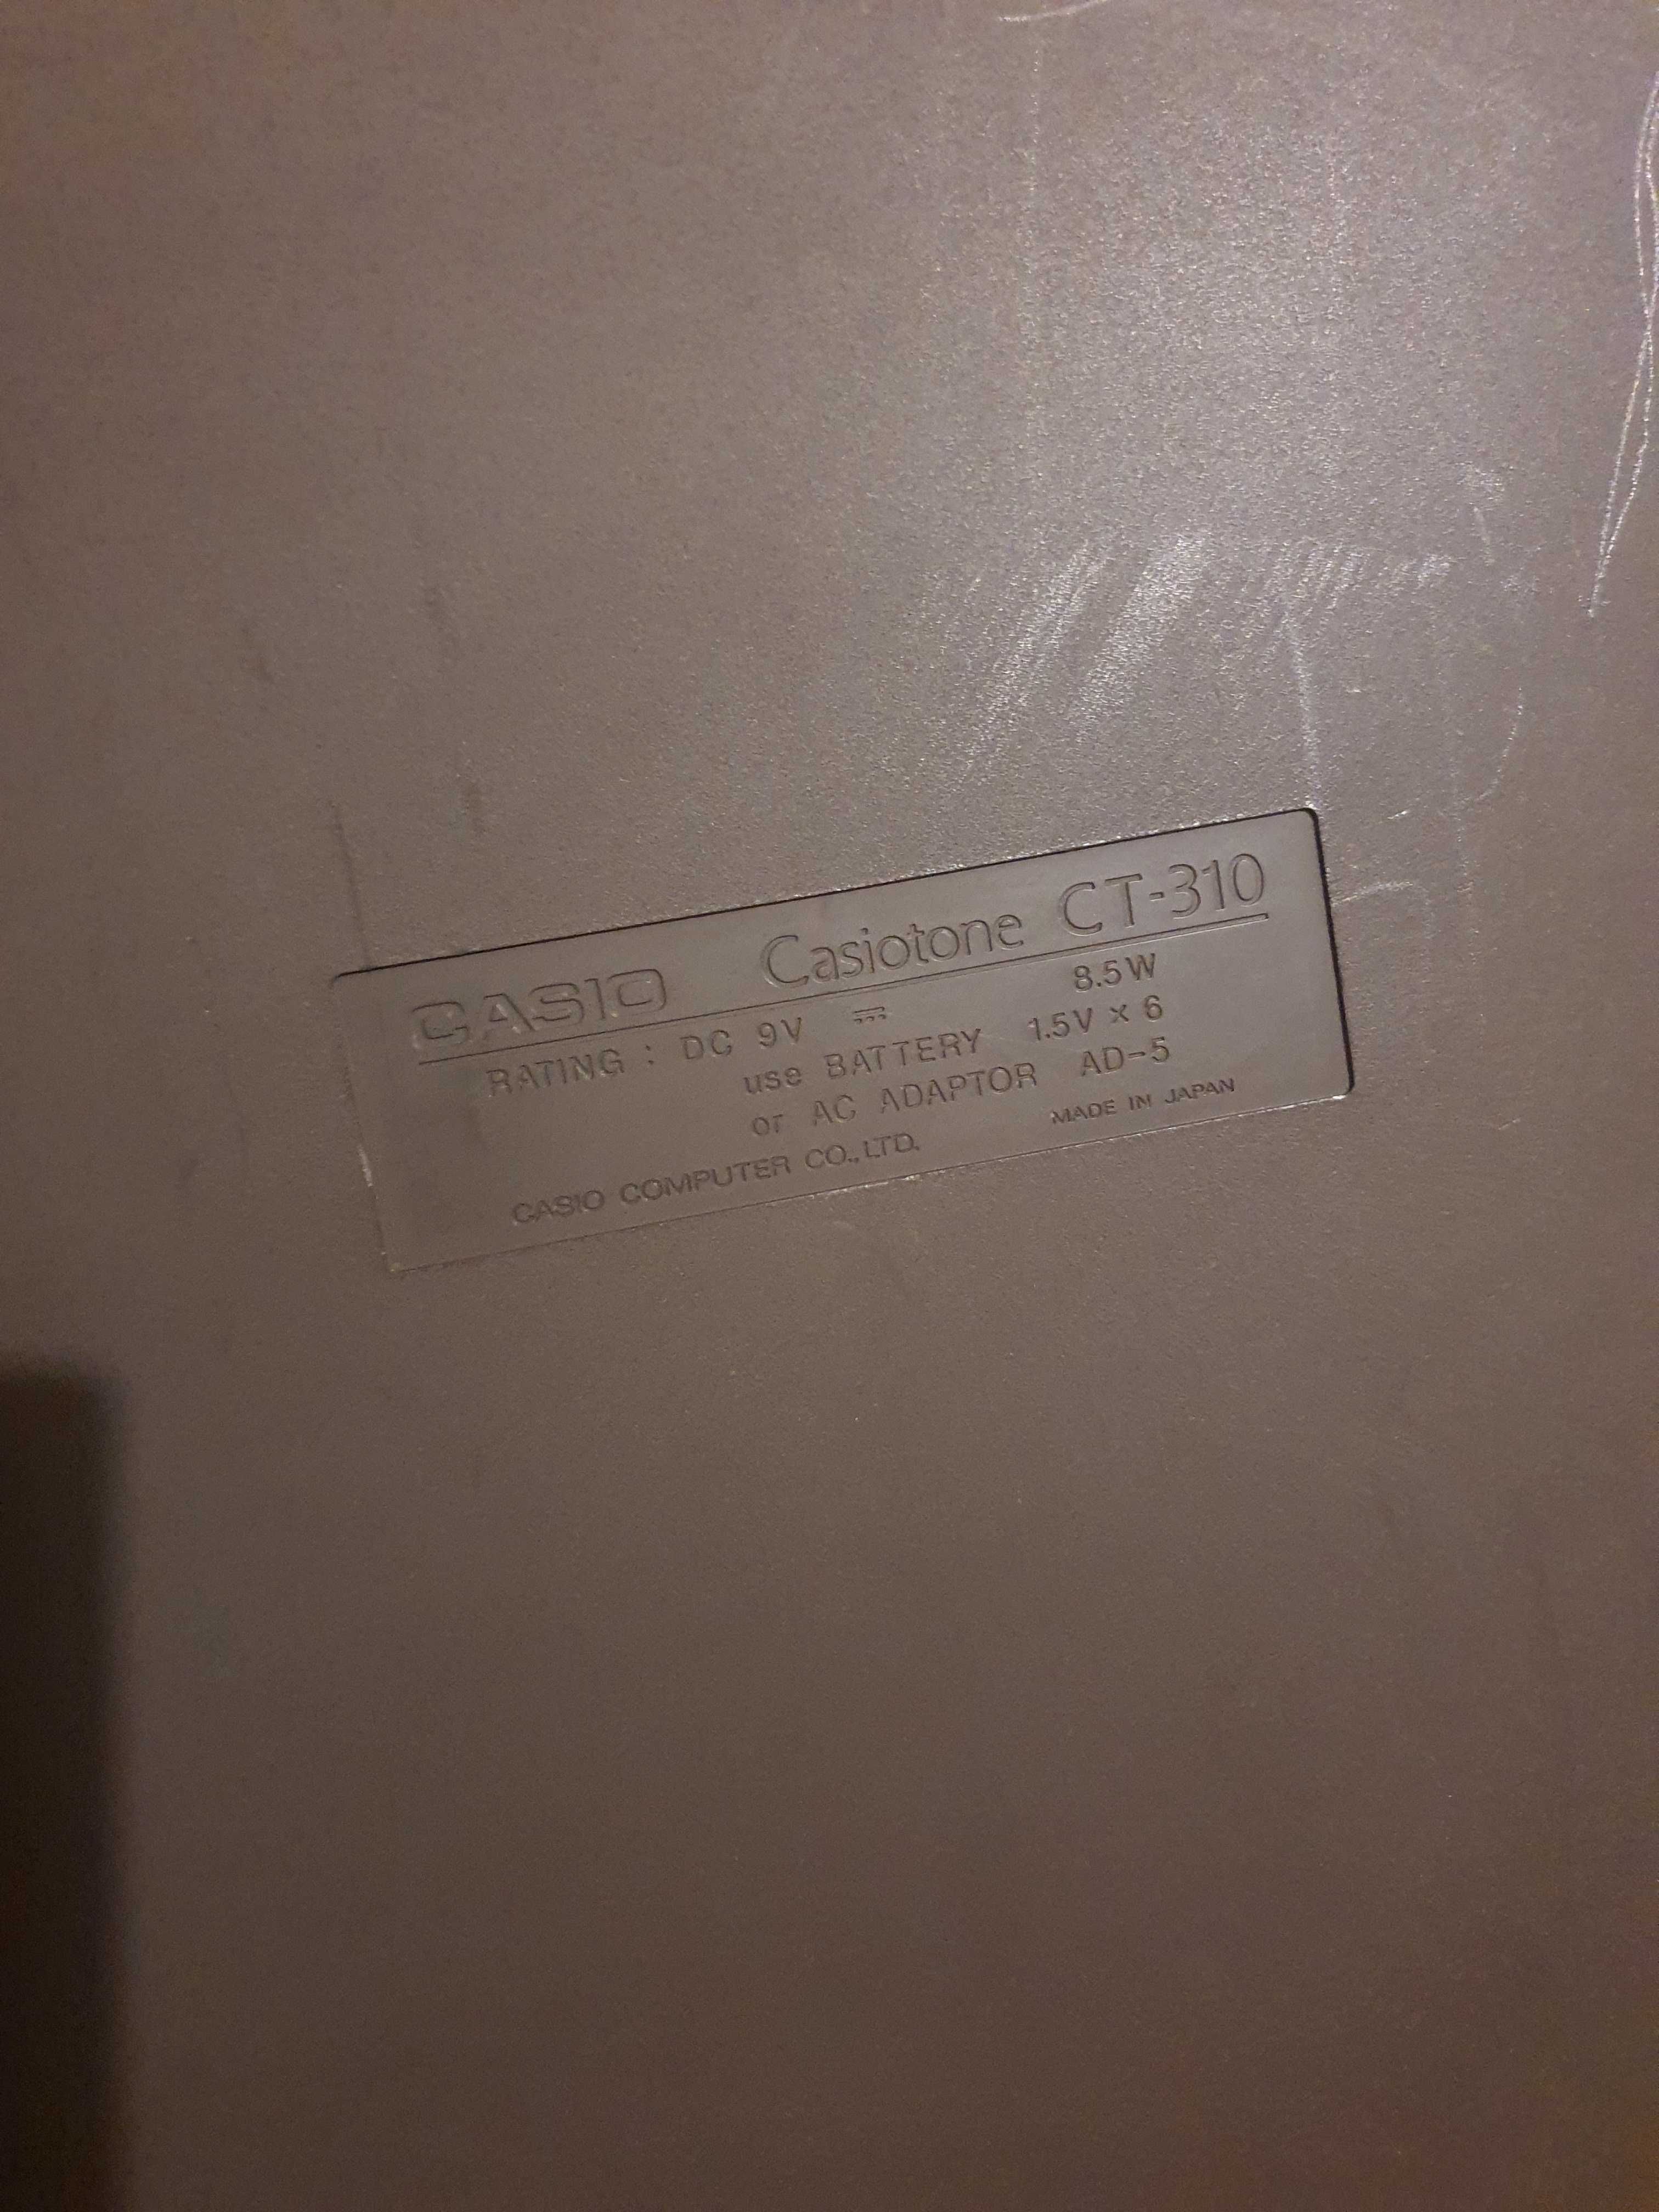 CASIO Casiotone CT-310
RATING : DC 9V ⎓ 8.5W
use BATTERY 1.5V × 6
or AC ADAPTOR AD-5
CASIO COMPUTER CO.,LTD. MADE IN JAPAN